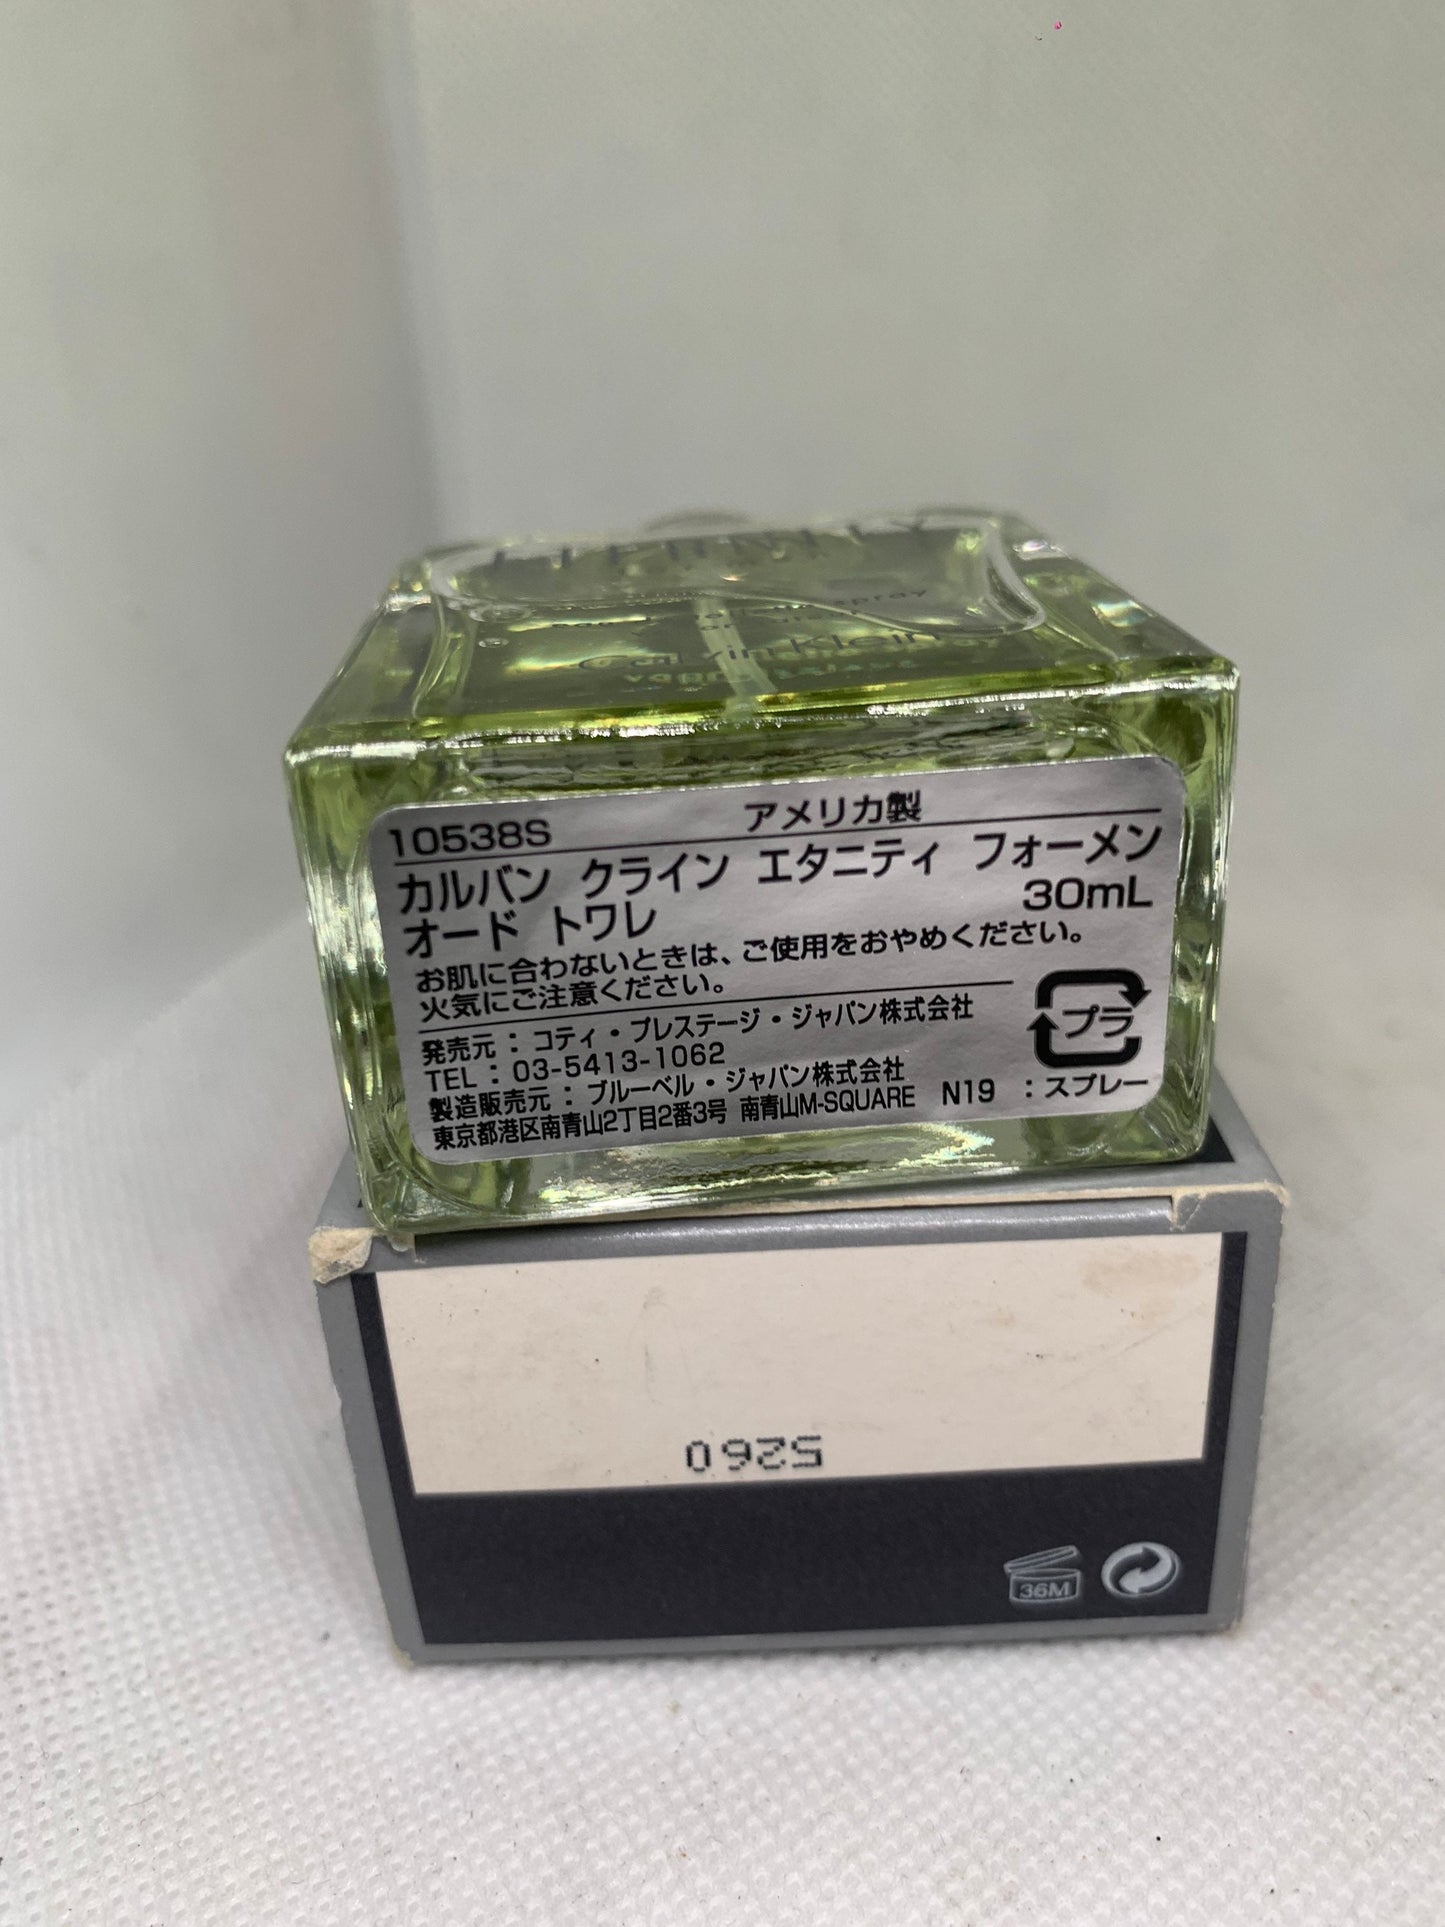 ETERNITY
eau de toilette spray
Calvin Klein
10538S アメリカ製
カルバン クライン エタニティ フォーメン
オード トワレ 30mL
お肌に合わないときは、ご使用をおやめください。
火気にご注意ください。
発売元：コティ・プレステージ・ジャパン株式会社
TEL：03-5413-1062
製造販売元：ブルーベル・ジャパン株式会社
東京都港区南青山2丁目2番3号 南青山M-SQUARE N19
プラ
：スプレー
5260
36M